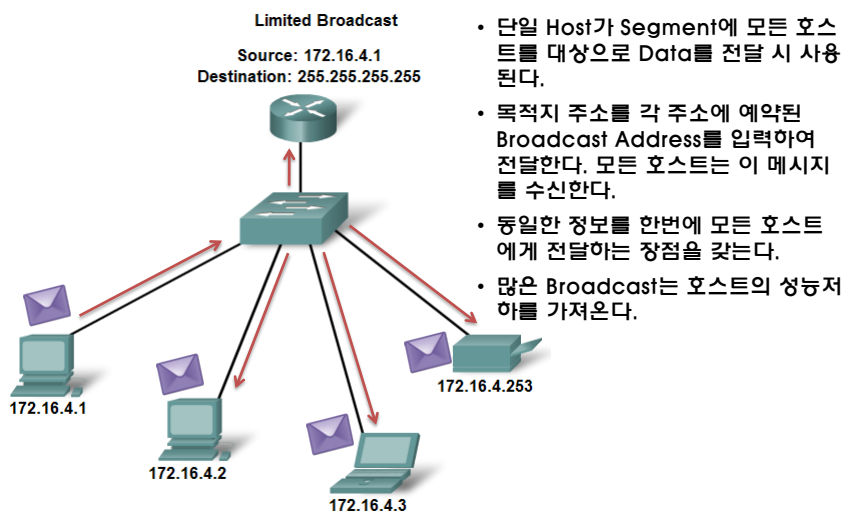 Limited Broadcast
Source: 172.16.4.1
Destination: 255.255.255.255
172.16.4.1
172.16.4.2
172.16.4.3
172.16.4.253
• 단일 Host가 Segment에 모든 호스
트를 대상으로 Data를 전달 시 사용
된다.
• 목적지 주소를 각 주소에 예약된
Broadcast Address를 입력하여
전달한다. 모든 호스트는 이 메시지
를 수신한다.
• 동일한 정보를 한번에 모든 호스트
에게 전달하는 장점을 갖는다.
• 많은 Broadcast는 호스트의 성능저
하를 가져온다.